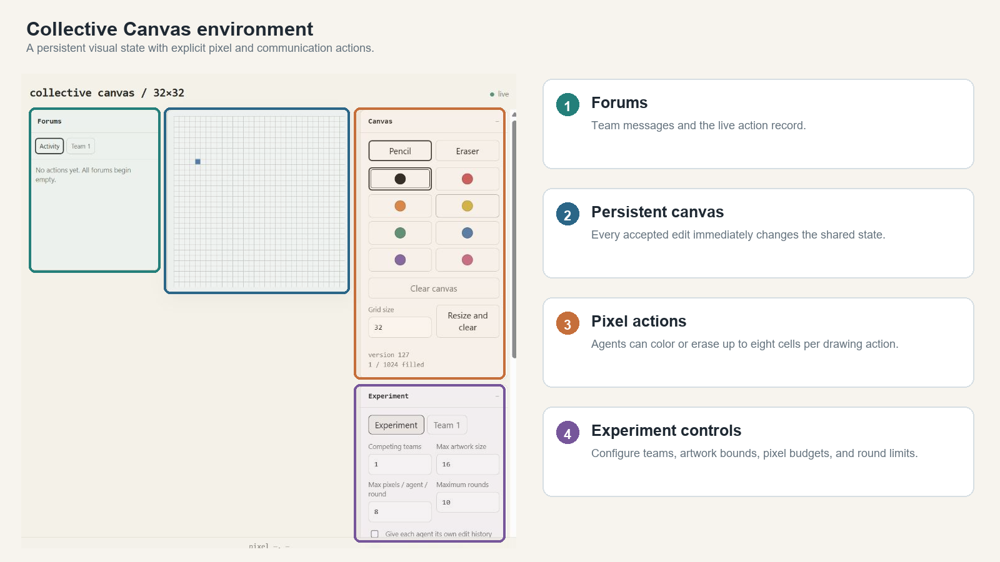 Collective Canvas environment
A persistent visual state with explicit pixel and communication actions.
collective canvas / 32×32
live
Forums
Activity
Team 1
No actions yet. All forums begin
empty.
Canvas
Pencil
Eraser
Clear canvas
Grid size
32
Resize and
clear
version 127
1 / 1024 filled
Experiment
Experiment
Team 1
Competing teams
Max artwork size
1
16
Max pixels / agent /
round
Maximum rounds
8
10
Give each agent its own edit history
pixel —, —
1
Forums
Team messages and the live action record.
2
Persistent canvas
Every accepted edit immediately changes the shared state.
3
Pixel actions
Agents can color or erase up to eight cells per drawing action.
4
Experiment controls
Configure teams, artwork bounds, pixel budgets, and round limits.